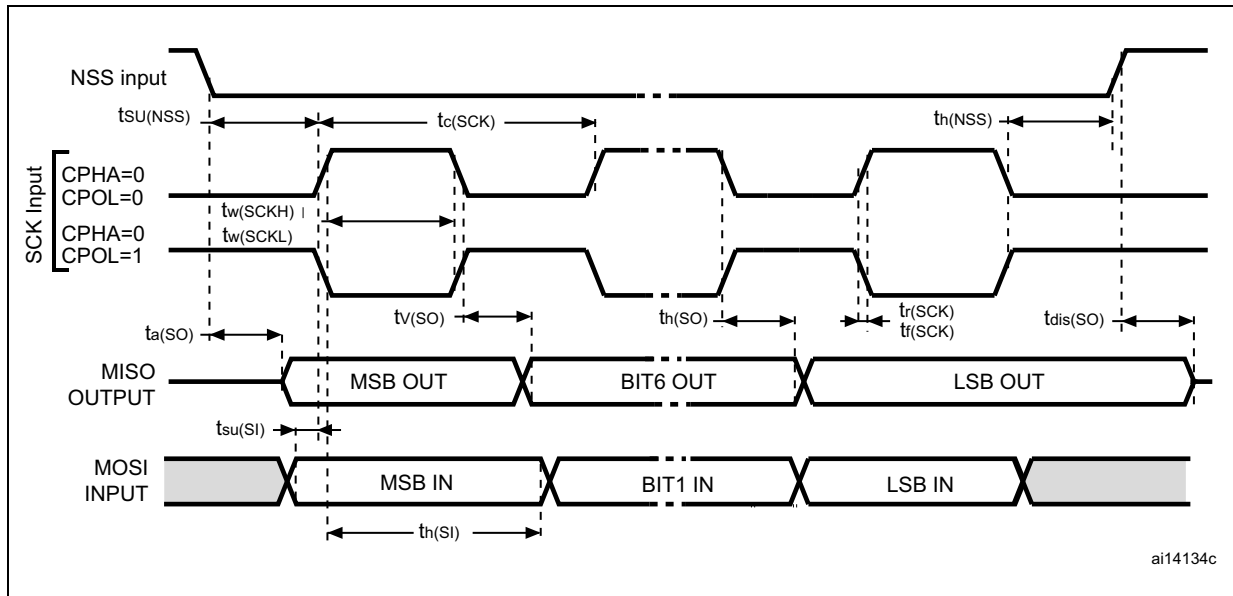 NSS input
tSU(NSS)
tc(SCK)
th(NSS)
SCK Input
CPHA=0
CPOL=0
tw(SCKH)
CPHA=0
tw(SCKL)
CPOL=1
ta(SO)
tV(SO)
th(SO)
tr(SCK)
tf(SCK)
tdis(SO)
MISO
OUTPUT
MSB OUT
BIT6 OUT
LSB OUT
tsu(SI)
MOSI
INPUT
MSB IN
BIT1 IN
LSB IN
th(SI)
ai14134c